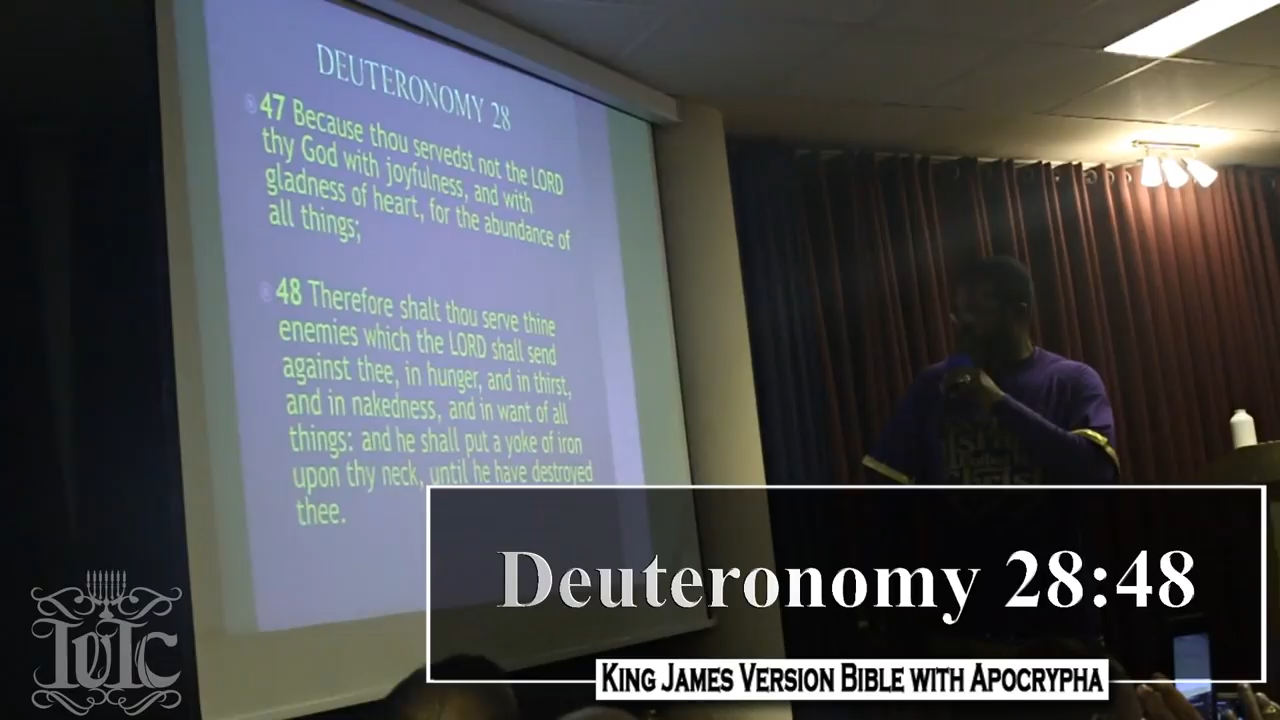 DEUTERONOMY 28
47 Because thou servedst not the LORD
thy God with joyfulness, and with
gladness of heart, for the abundance of
all things;
48 Therefore shalt thou serve thine
enemies which the LORD shall send
against thee, in hunger, and in thirst,
and in nakedness, and in want of all
things: and he shall put a yoke of iron
upon thy neck, until he have destroyed
thee.
Deuteronomy 28:48
KING JAMES VERSION BIBLE WITH APOCRYPHA
IUIC